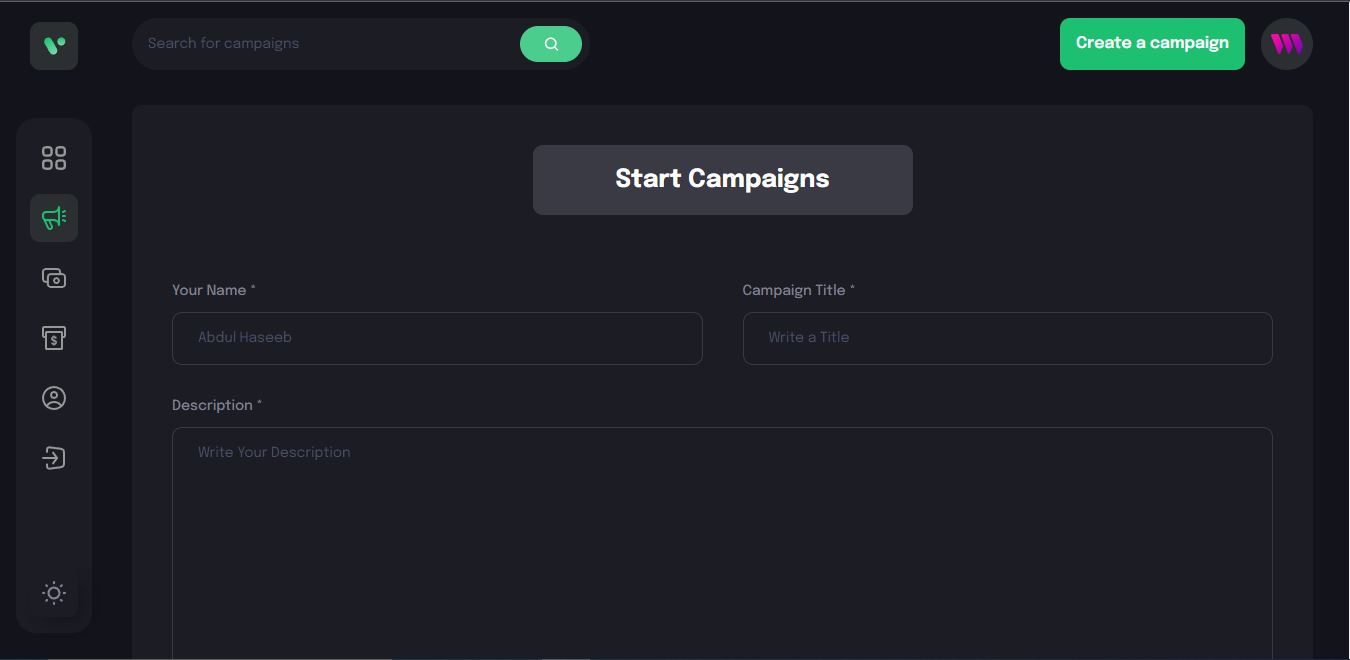 Search for campaigns
Create a campaign
Start Campaigns
Your Name *
Campaign Title *
Abdul Haseeb
Write a Title
Description *
Write Your Description